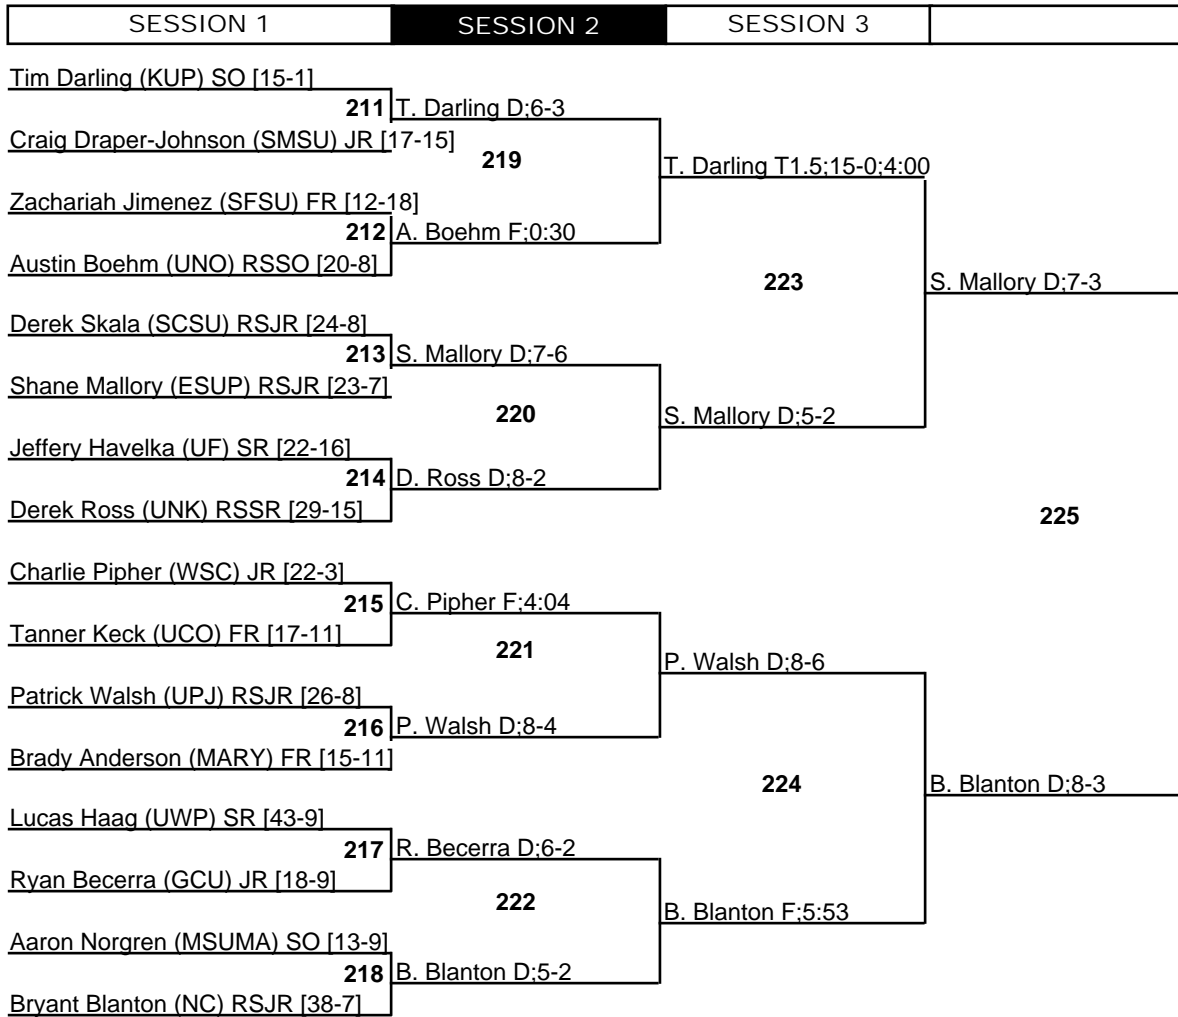 SESSION 1 SESSION 2 SESSION 3
Tim Darling (KUP) SO [15-1]
211 T. Darling D;6-3
Craig Draper-Johnson (SMSU) JR [17-15]
219
T. Darling T1.5;15-0;4:00
Zachariah Jimenez (SFSU) FR [12-18]
212 A. Boehm F;0:30
Austin Boehm (UNO) RSSO [20-8]
223
S. Mallory D;7-3
Derek Skala (SCSU) RSJR [24-8]
213 S. Mallory D;7-6
Shane Mallory (ESUP) RSJR [23-7]
220
S. Mallory D;5-2
Jeffery Havelka (UF) SR [22-16]
214 D. Ross D;8-2
Derek Ross (UNK) RSSR [29-15]
225
Charlie Pipher (WSC) JR [22-3]
215 C. Pipher F;4:04
Tanner Keck (UCO) FR [17-11]
221
P. Walsh D;8-6
Patrick Walsh (UPJ) RSJR [26-8]
216 P. Walsh D;8-4
Brady Anderson (MARY) FR [15-11]
224
B. Blanton D;8-3
Lucas Haag (UWP) SR [43-9]
217 R. Becerra D;6-2
Ryan Becerra (GCU) JR [18-9]
222
B. Blanton F;5:53
Aaron Norgren (MSUMA) SO [13-9]
218 B. Blanton D;5-2
Bryant Blanton (NC) RSJR [38-7]